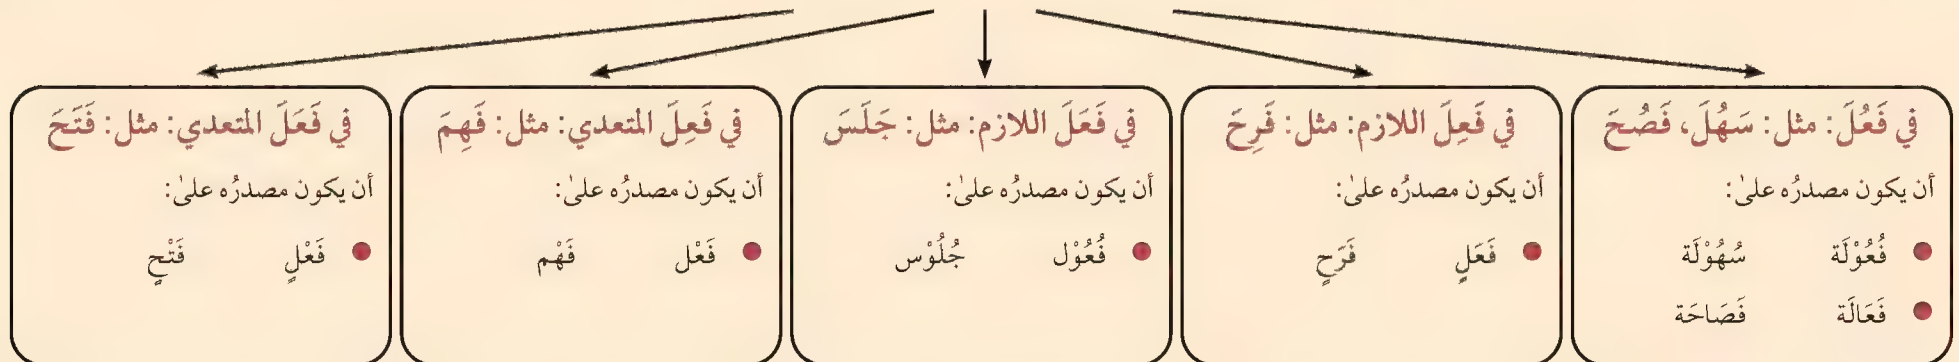 في فَعُلَ: مثل: سَهُلَ، فَصُحَ
أن يكون مصدرُه علىٰ:
فُعُوْلَة سُهُوْلَة
فَعَالَة فَصَاحَة
في فَعِلَ اللازم: مثل: فَرِحَ
أن يكون مصدرُه علىٰ:
فَعَلٍ فَرَحٍ
في فَعَلَ اللازم: مثل: جَلَسَ
أن يكون مصدرُه علىٰ:
فُعُوْل جُلُوْس
في فَعِلَ المتعدي: مثل: فَهِمَ
أن يكون مصدرُه علىٰ:
فَعْل فَهْم
في فَعَلَ المتعدي: مثل: فَتَحَ
أن يكون مصدرُه علىٰ:
فَعْلٍ فَتْحٍ